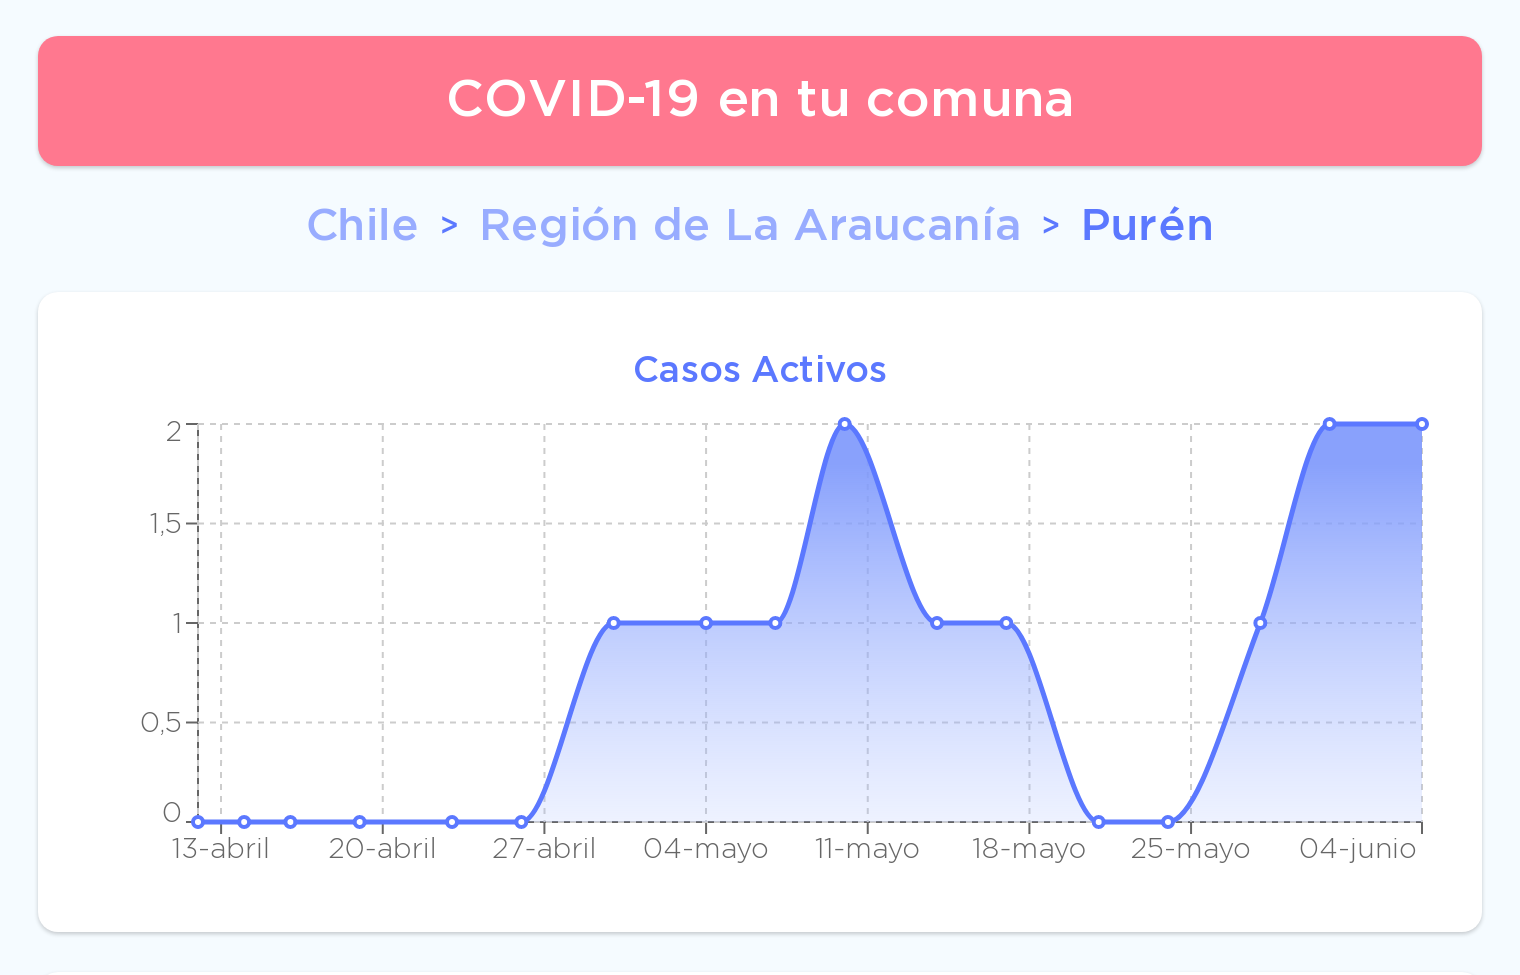 COVID-19 en tu comuna
Chile > Región de La Araucanía > Purén
Casos Activos
2
1,5
1
0,5
0
13-abril 20-abril 27-abril 04-mayo 11-mayo 18-mayo 25-mayo 04-junio